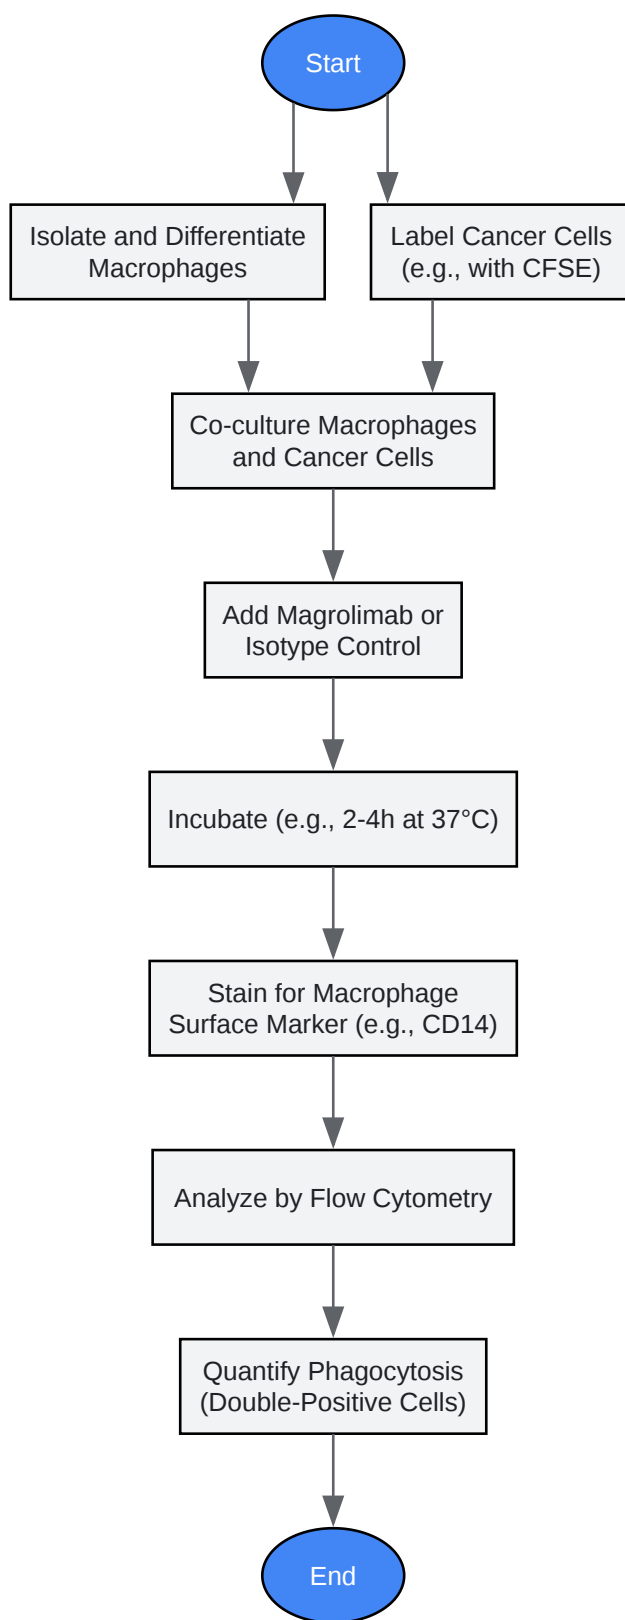 Start
Isolate and Differentiate
Macrophages
Label Cancer Cells
(e.g., with CFSE)
Co-culture Macrophages
and Cancer Cells
Add Magrolimab or
Isotype Control
Incubate (e.g., 2-4h at 37°C)
Stain for Macrophage
Surface Marker (e.g., CD14)
Analyze by Flow Cytometry
Quantify Phagocytosis
(Double-Positive Cells)
End